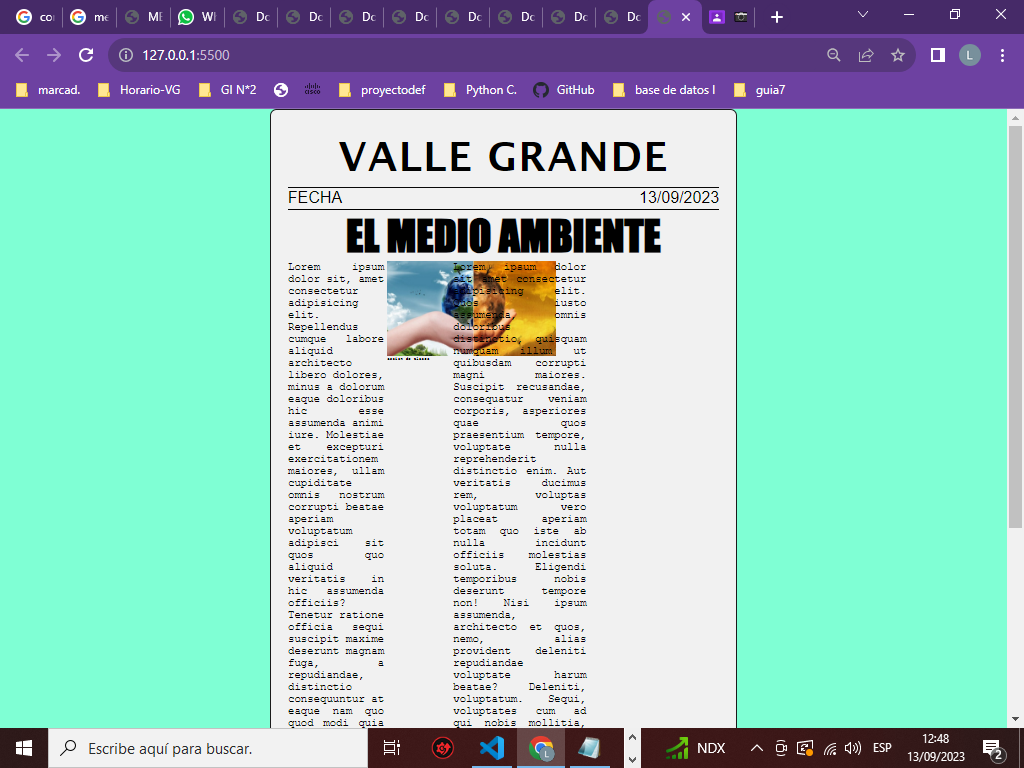 co
me
ME
Wh
Do
Do
Do
Do
Do
Do
Do
Do
127.0.0.1:5500
L
marcad.
Horario-VG
GI N*2
CISCO
proyectodef
Python C.
GitHub
base de datos I
guia7
VALLE GRANDE
FECHA
13/09/2023
EL MEDIO AMBIENTE
Lorem ipsum
dolor sit, amet
consectetur
adipisicing
elit.
Repellendus
cumque labore
aliquid
architecto
libero dolores,
minus a dolorum
eaque doloribus
hic esse
assumenda animi
iure. Molestiae
et excepturi
exercitationem
maiores, ullam
cupiditate
omnis nostrum
corrupti beatae
aperiam
voluptatum
adipisci sit
quos quo
aliquid
veritatis in
hic assumenda
officiis?
Tenetur ratione
officia sequi
suscipit maxime
deserunt magnam
fuga, a
repudiandae,
distinctio
consequuntur at
eaque nam quo
quod modi quia
Lorem, ipsum dolor
sit amet consectetur
adipisicing elit.
Quos iusto
assumenda, omnis
doloribus
distinctio, quisquam
numquam illum ut
quibusdam corrupti
magni maiores.
Suscipit recusandae,
consequatur veniam
corporis, asperiores
quae quos
praesentium tempore,
voluptate nulla
reprehenderit
distinctio enim. Aut
veritatis ducimus
rem, voluptas
voluptatum vero
placeat aperiam
totam quo iste ab
nulla incidunt
officiis molestias
soluta. Eligendi
temporibus nobis
deserunt tempore
non! Nisi ipsum
assumenda,
architecto et quos,
nemo, alias
provident deleniti
repudiandae
voluptate harum
beatae? Deleniti,
voluptatum. Sequi,
voluptates cum ad
qui nobis mollitia,
Escribe aquí para buscar.
L
NDX
ESP
12:48
13/09/2023
2